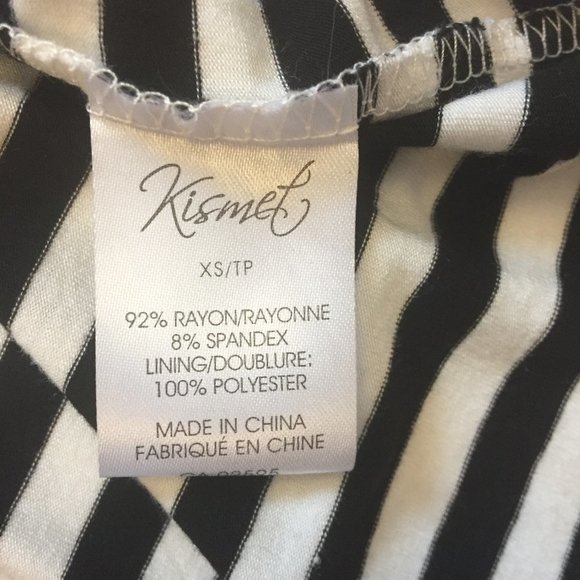 Kismet
XS/TP
92% RAYON/RAYONNE
8% SPANDEX
LINING/DOUBLURE:
100% POLYESTER
MADE IN CHINA
FABRIQUÉ EN CHINE